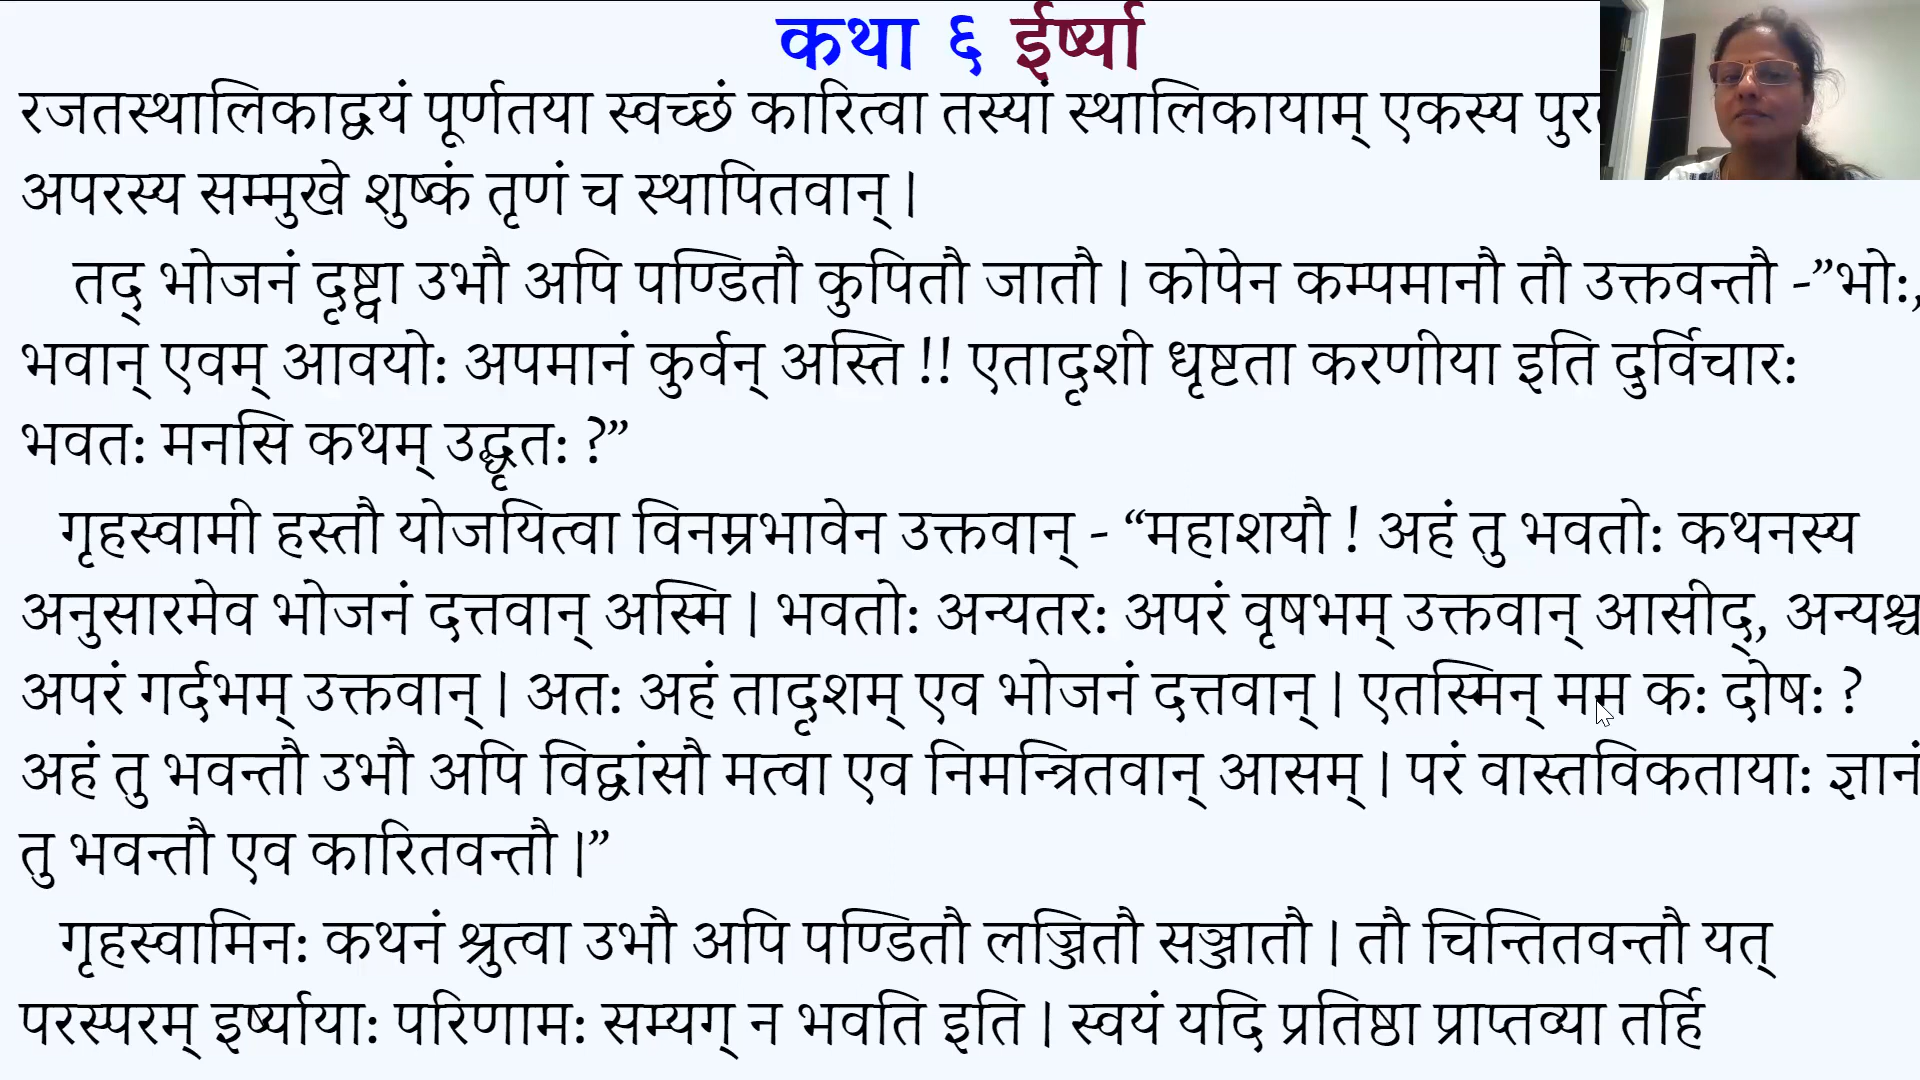 कथा ६ ईर्ष्या
रजतस्थालिकाद्वयं पूर्णतया स्वच्छं कारित्वा तस्यां स्थालिकायाम् एकस्य
अपरस्य सम्मुखे शुष्कं तृणं च स्थापितवान् |
तद् भोजनं दृष्ट्वा उभौ अपि पण्डितौ कुपितौ जातौ | कोपेन कम्पमानौ तौ उक्तवन्तौ -”भोः,
भवान् एवम् आवयोः अपमानं कुर्वन् अस्ति !! एतादृशी धृष्टता करणीया इति दुर्विचारः
भवतः मनसि कथम् उद्धृतः ?”
गृहस्वामी हस्तौ योजयित्वा विनम्रभावेन उक्तवान् - “महाशयौ ! अहं तु भवतोः कथनस्य
अनुसारमेव भोजनं दत्तवान् अस्मि | भवतोः अन्यतरः अपरं वृषभम् उक्तवान् आसीद्, अन्यश्च
अपरं गर्दभम् उक्तवान् | अतः अहं तादृशम् एव भोजनं दत्तवान् | एतस्मिन् मम कः दोषः ?
अहं तु भवन्तौ उभौ अपि विद्वांसौ मत्वा एव निमन्त्रितवान् आसम् | परं वास्तविकतायाः ज्ञानं
तु भवन्तौ एव कारितवन्तौ |”
गृहस्वामिनः कथनं श्रुत्वा उभौ अपि पण्डितौ लज्जितौ सञ्जातौ | तौ चिन्तितवन्तौ यत्
परस्परम् इर्ष्यायाः परिणामः सम्यग् न भवति इति | स्वयं यदि प्रतिष्ठा प्राप्तव्या तर्हि